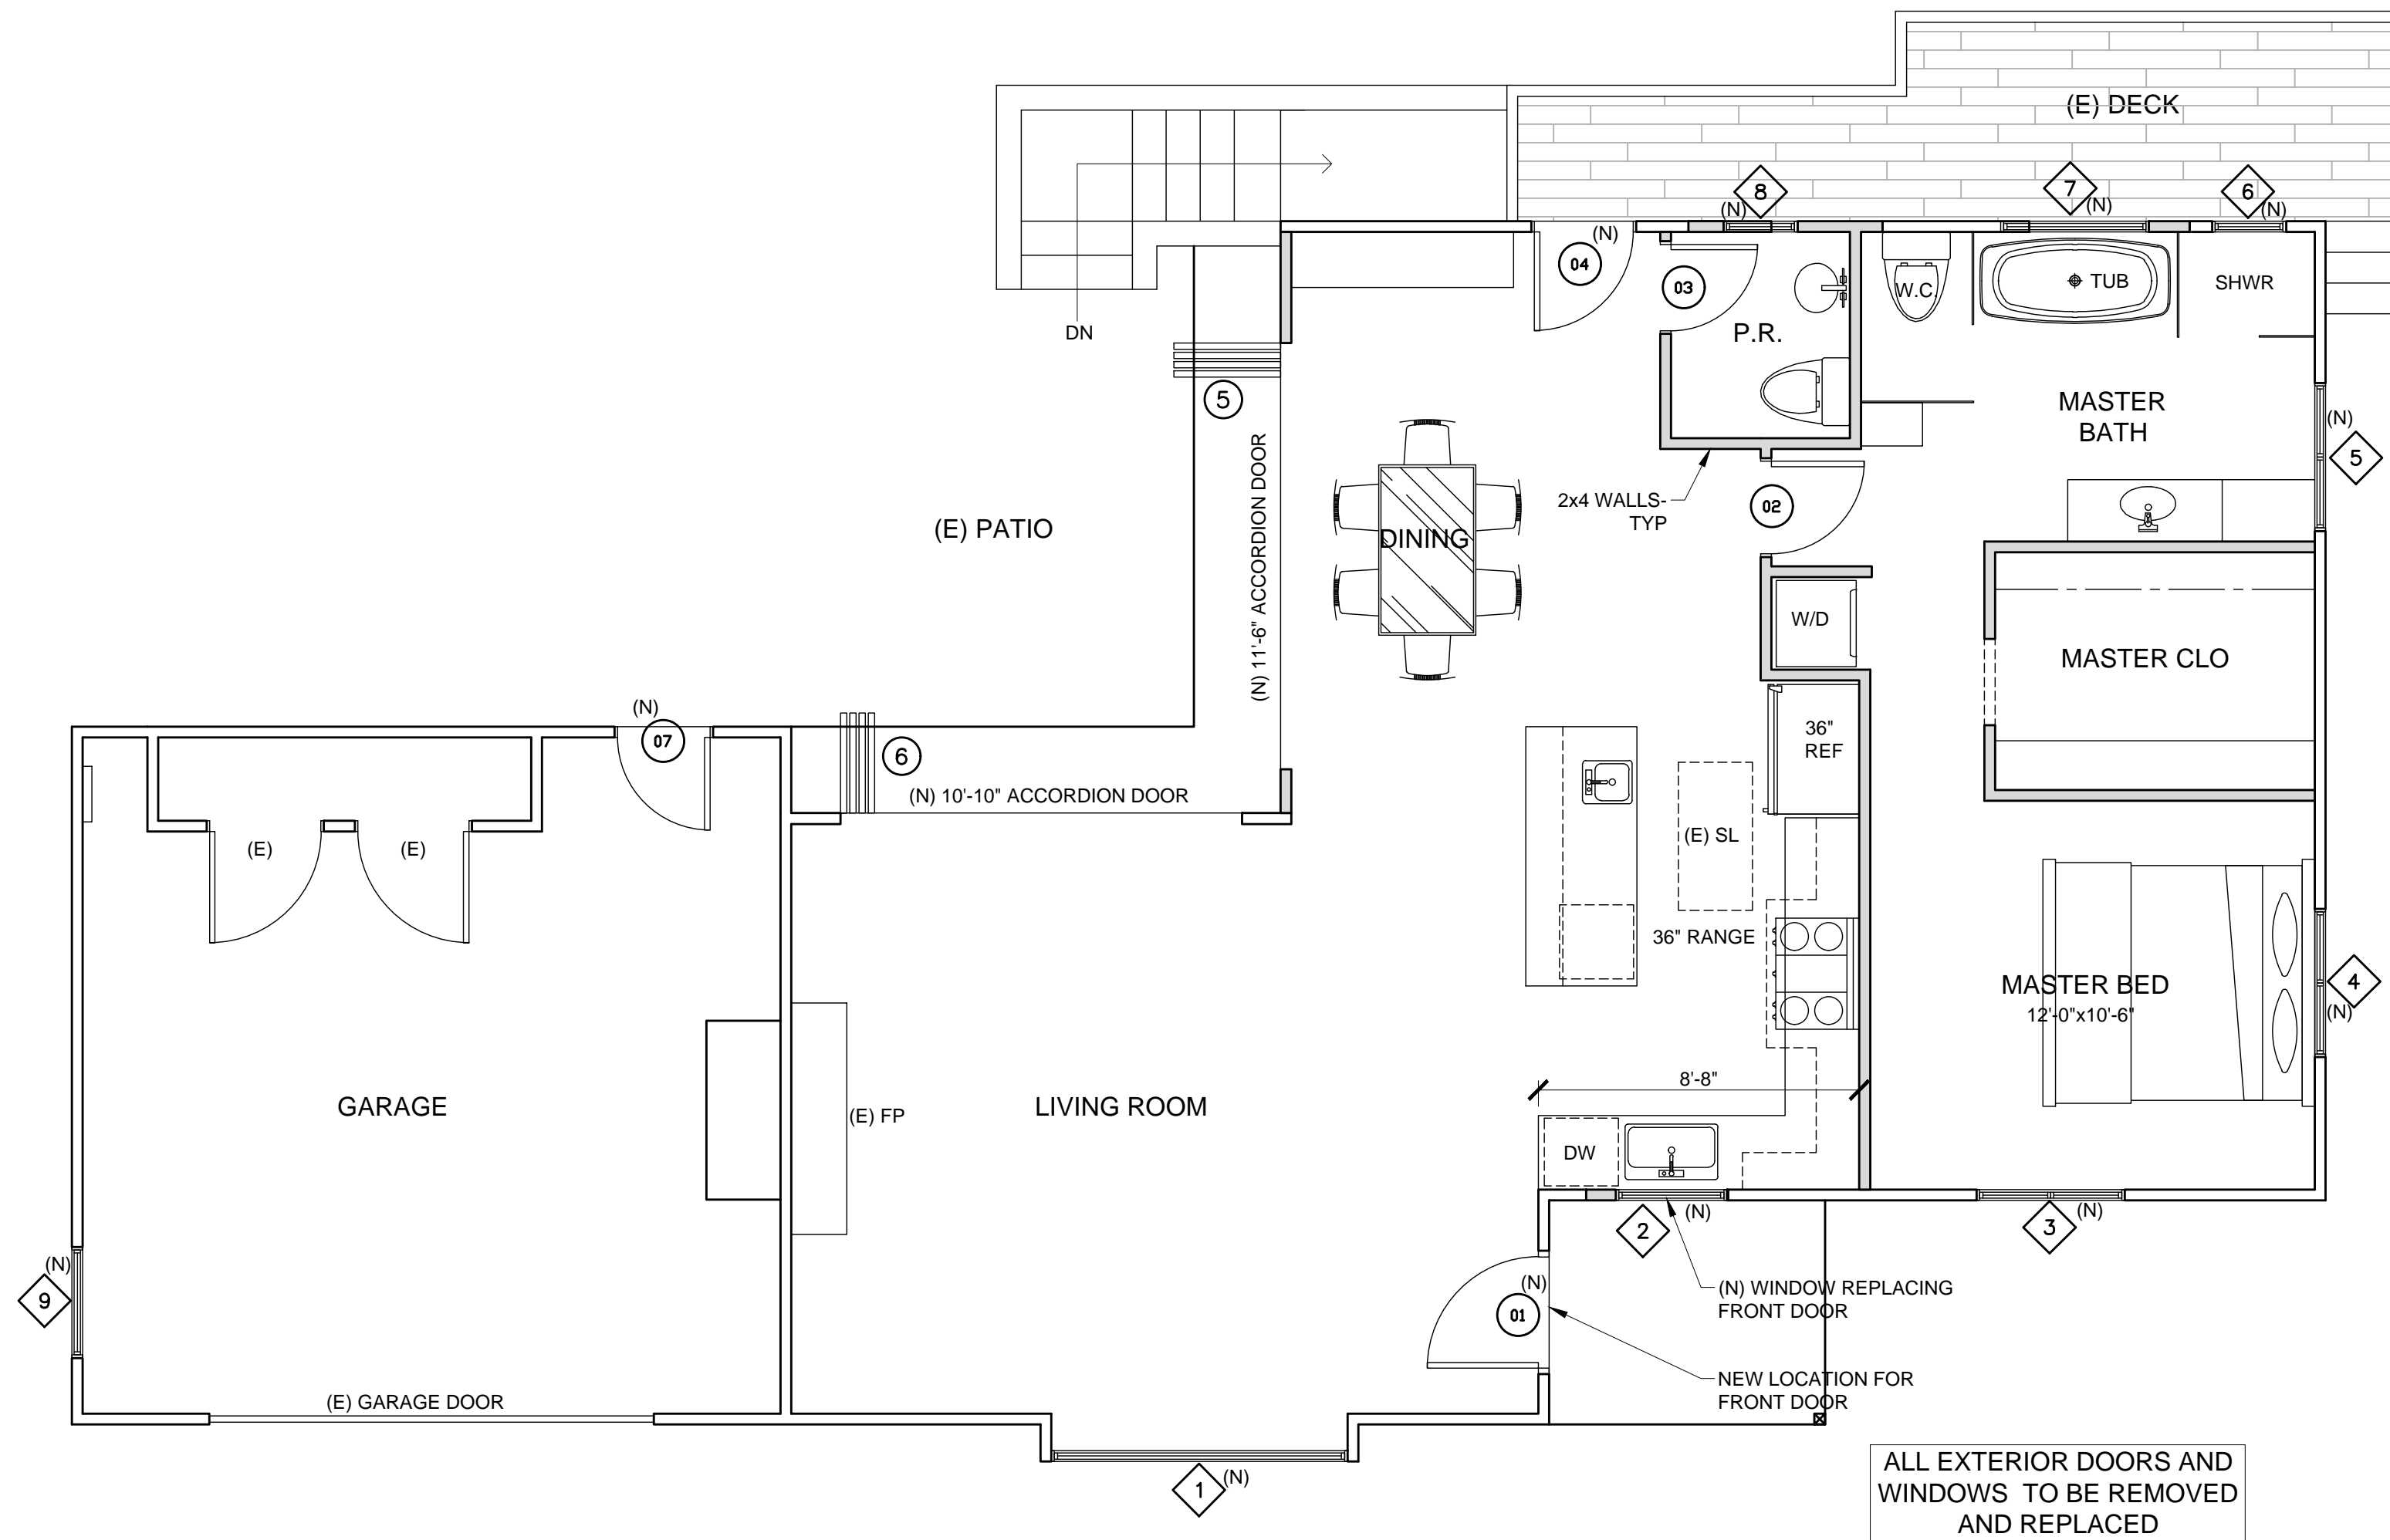 (E) DECK
8
(N)
7
(N)
6
(N)
(N)
04
03
TUB
SHWR
W.C.
P.R.
DN
5
MASTER
BATH
(N)
5
(N) 11'-6" ACCORDION DOOR
2x4 WALLS-
TYP
02
(E) PATIO
DINING
W/D
MASTER CLO
(N)
07
6
36"
REF
(N) 10'-10" ACCORDION DOOR
(E)
(E)
(E) SL
36" RANGE
MASTER BED
12'-0"x10'-6"
4
(N)
8'-8"
GARAGE
(E) FP
LIVING ROOM
DW
2
(N)
3
(N)
(N)
9
(N)
01
(N) WINDOW REPLACING
FRONT DOOR
NEW LOCATION FOR
FRONT DOOR
(E) GARAGE DOOR
1
(N)
ALL EXTERIOR DOORS AND
WINDOWS TO BE REMOVED
AND REPLACED